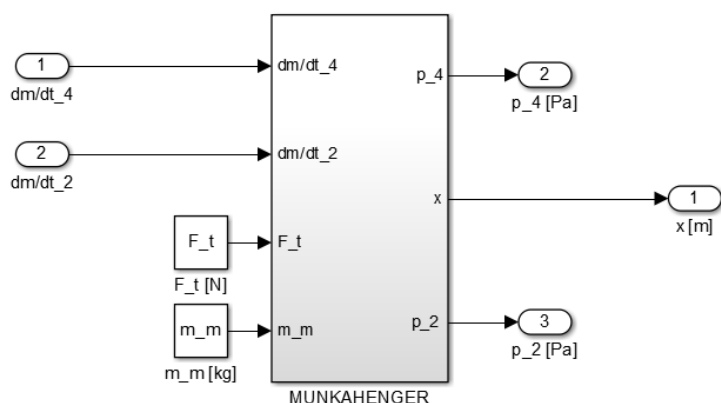 1
dm/dt_4
dm/dt_4
p_4
2
p_4 [Pa]
2
dm/dt_2
dm/dt_2
x
1
x [m]
F_t
F_t [N]
F_t
m_m
m_m [kg]
m_m
p_2
3
p_2 [Pa]
MUNKAHENGER